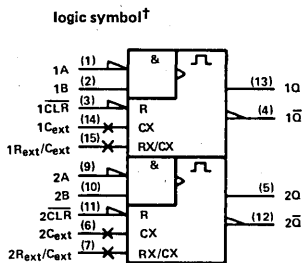 logic symbol†
1A (1) & (13) 1Q
1B (2)
1CLR (3) R (4) 1Q̅
1Cext (14) CX
1Rext/Cext (15) RX/CX
2A (9) & (5) 2Q
2B (10)
2CLR (11) R (12) 2Q̅
2Cext (6) CX
2Rext/Cext (7) RX/CX